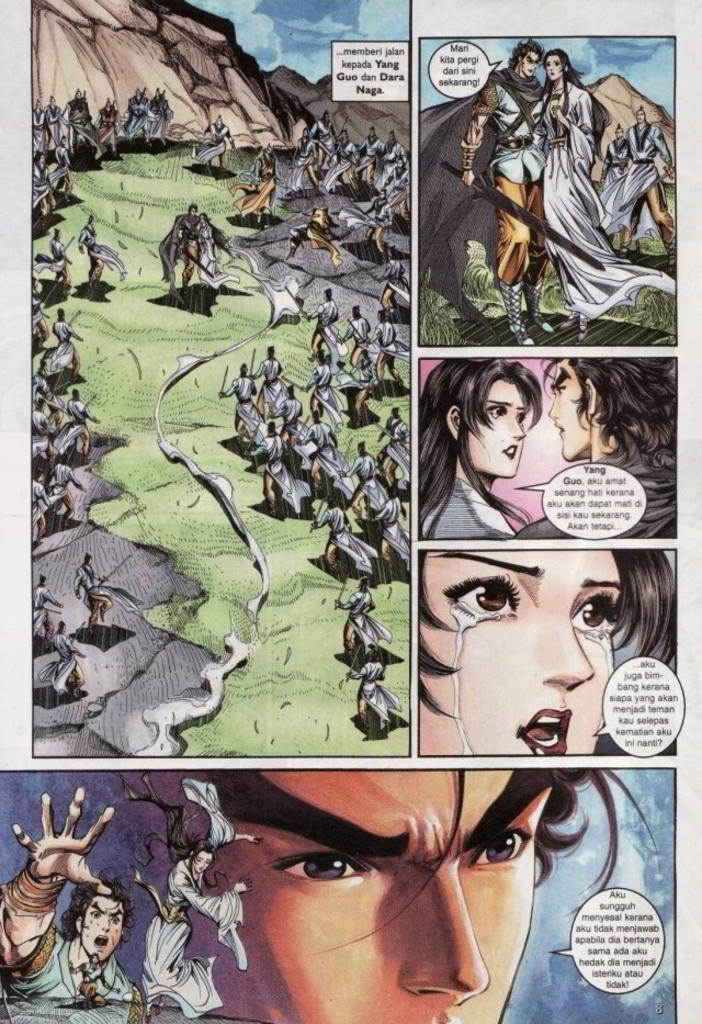 ...memberi jalan
kepada Yang
Guo dan Dara
Naga.
Mari
kita pergi
dari sini
sekarang!
Yang
Guo, aku amat
senang hati kerana
aku akan dapat mati di
sisi kau sekarang.
Akan tetapi...
...aku
juga bim-
bang kerana
siapa yang akan
menjadi teman
kau selepas
kematian aku
ini nanti?
Aku
sungguh
menyesal kerana
aku tidak menjawab
apabila dia bertanya
sama ada aku
hedak dia menjadi
isteriku atau
tidak!
8